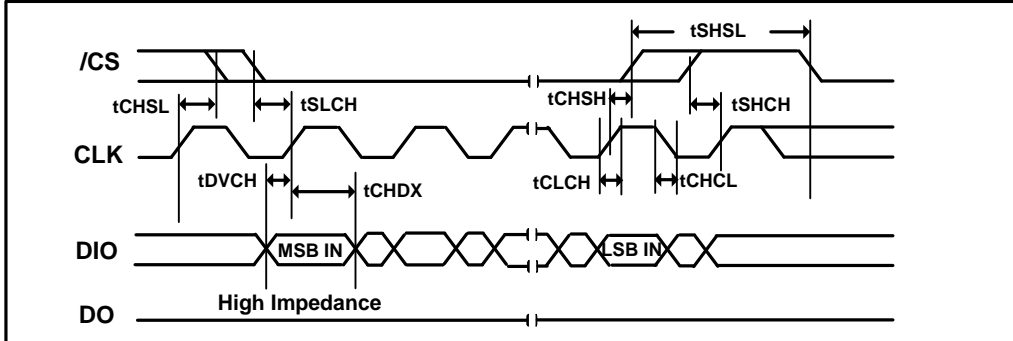 tSHSL
/CS
tCHSL
tSLCH
tCHSH
tSHCH
CLK
tDVCH
tCHDX
tCLCH
tCHCL
DIO
MSB IN
LSB IN
High Impedance
DO